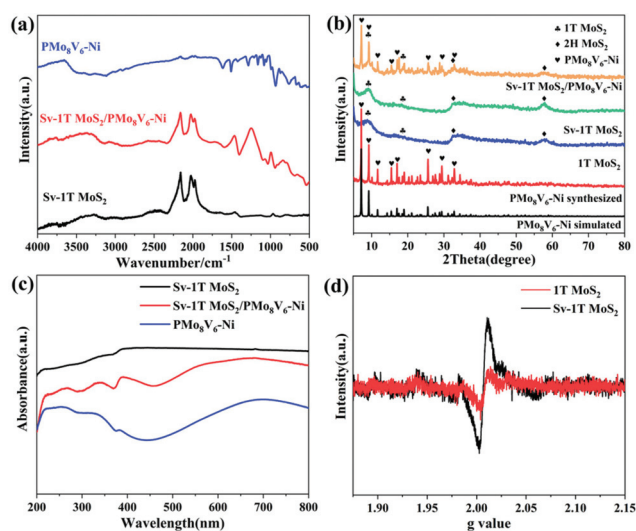 (a)
PMo8V6-Ni
Sv-1T MoS2/PMo8V6-Ni
Sv-1T MoS2
Intensity(a.u.)
4000 3500 3000 2500 2000 1500 1000 500
Wavenumber/cm-1
(b)
♣ 1T MoS2
♦ 2H MoS2
♥ PMo8V6-Ni
Sv-1T MoS2/PMo8V6-Ni
Sv-1T MoS2
1T MoS2
PMo8V6-Ni synthesized
PMo8V6-Ni simulated
Intensity(a.u.)
10 20 30 40 50 60 70 80
2Theta(degree)
(c)
Sv-1T MoS2
Sv-1T MoS2/PMo8V6-Ni
PMo8V6-Ni
Absorbance(a.u.)
200 300 400 500 600 700 800
Wavelength(nm)
(d)
1T MoS2
Sv-1T MoS2
Intensity(a.u.)
1.90 1.95 2.00 2.05 2.10 2.15
g value